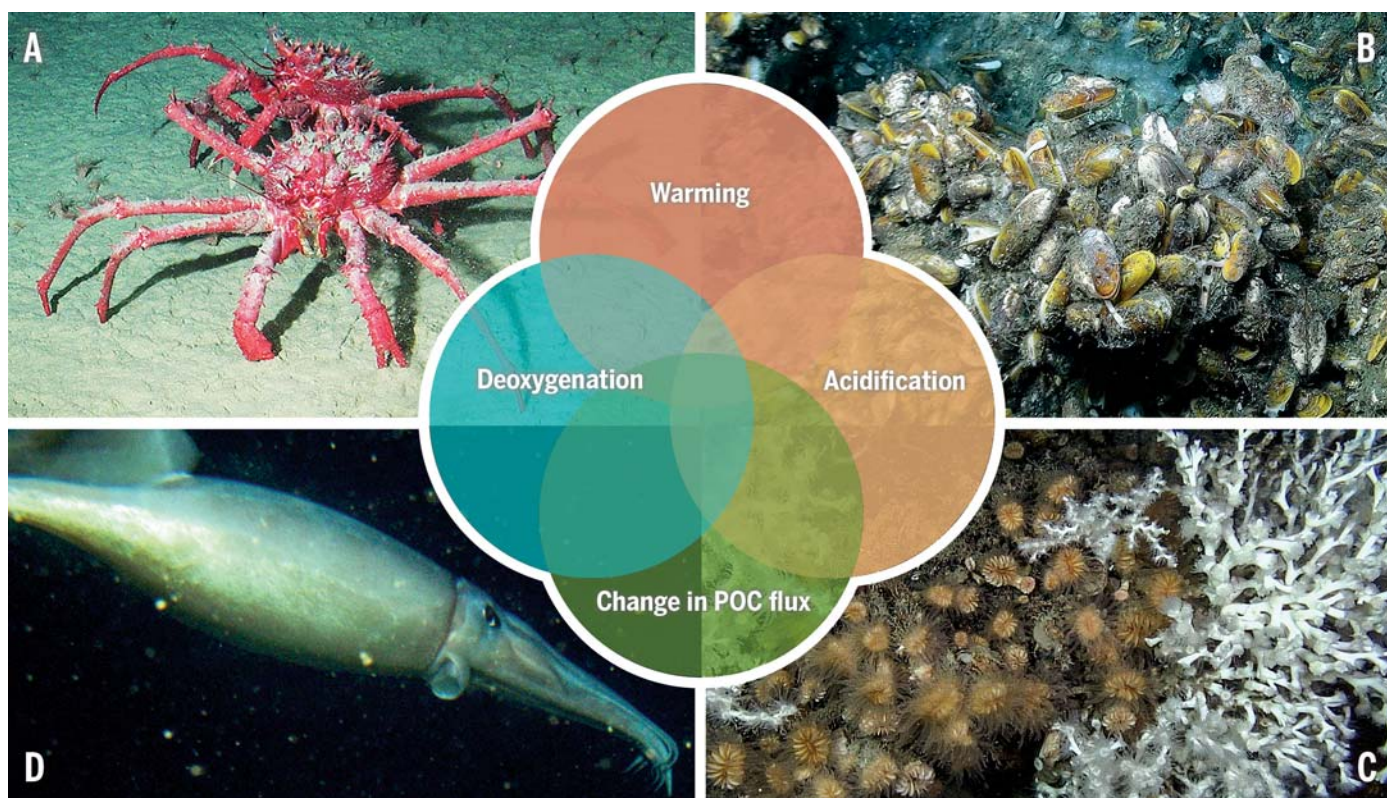 A
B
Warming
Deoxygenation
Acidification
Change in POC flux
D
C